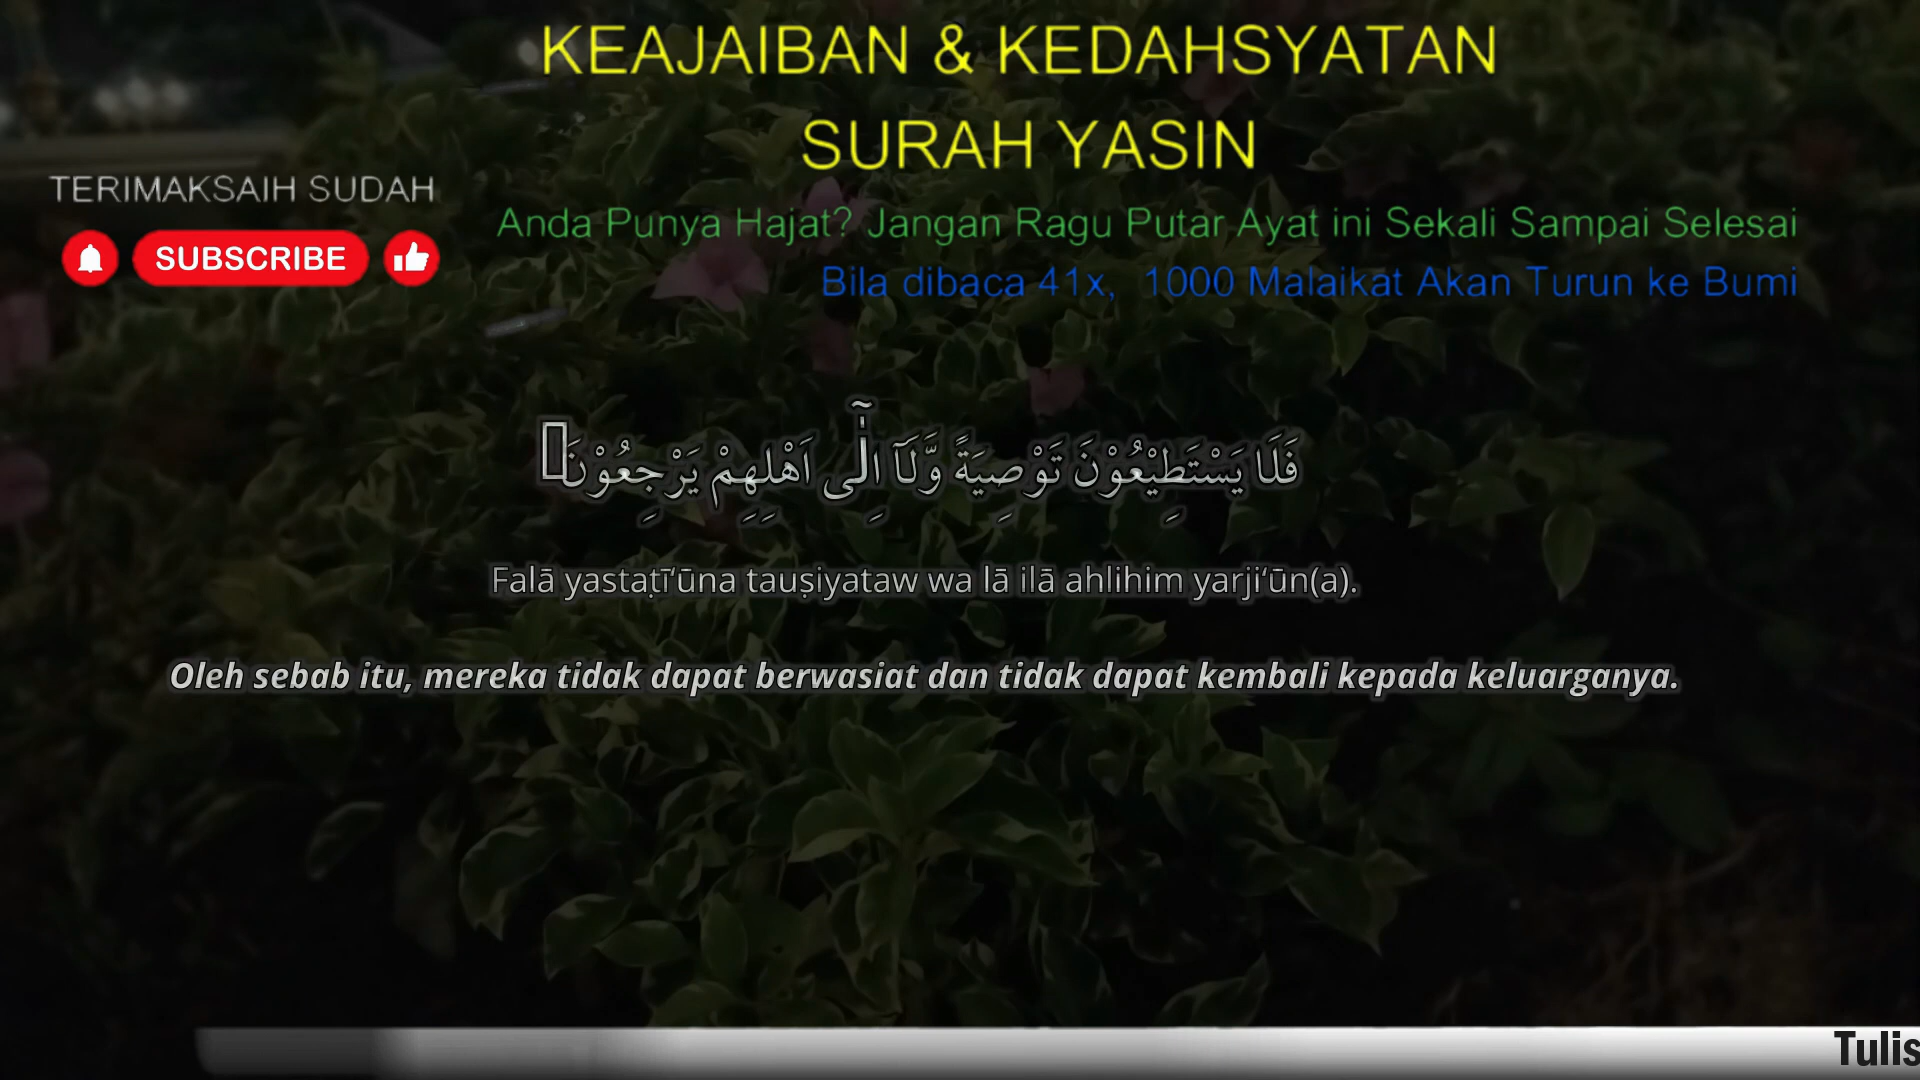 KEAJAIBAN & KEDAHSYATAN
SURAH YASIN
TERIMAKSAIH SUDAH
SUBSCRIBE
Anda Punya Hajat? Jangan Ragu Putar Ayat ini Sekali Sampai Selesai
Bila dibaca 41x, 1000 Malaikat Akan Turun ke Bumi
فَلَا يَسْتَطِيْعُوْنَ تَوْصِيَةً وَّلَآ اِلٰٓى اَهْلِهِمْ يَرْجِعُوْنَ
Falā yastaṭī‘ūna tauṣiyataw wa lā ilā ahlihim yarji‘ūn(a).
Oleh sebab itu, mereka tidak dapat berwasiat dan tidak dapat kembali kepada keluarganya.
Tulis